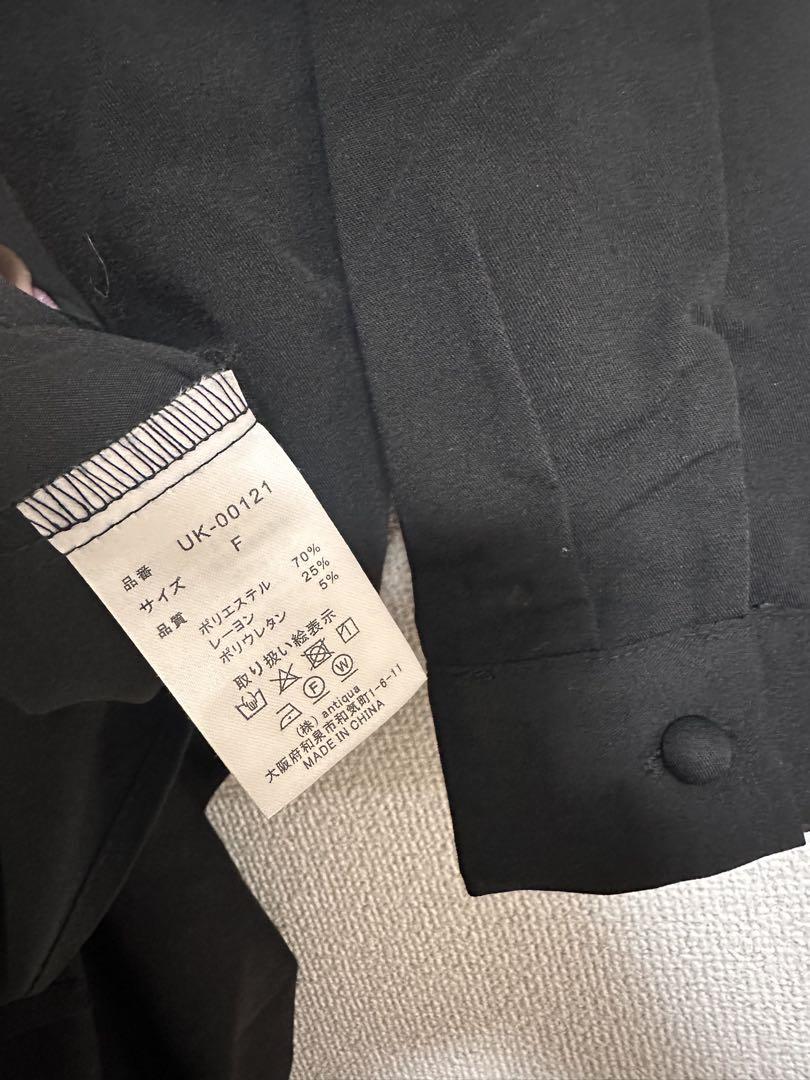 品番 UK-00121
サイズ F
品質 ポリエステル 70%
レーヨン 25%
ポリウレタン 5%
取り扱い絵表示
F W
(株) antiqua
大阪府和泉市和気町1-6-11
MADE IN CHINA